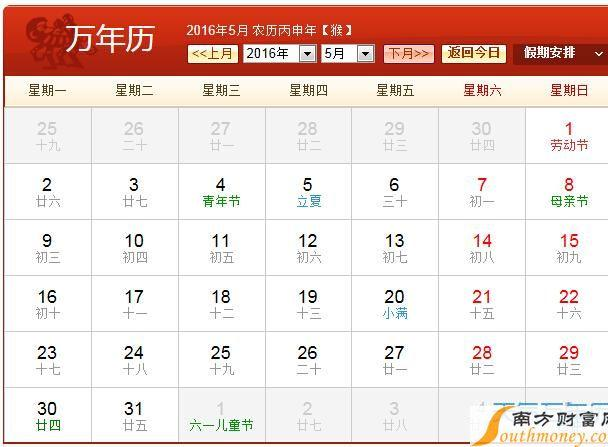 万年历
2016年5月 农历丙申年【猴】
<<上月 2016年 5月 下月>> 返回今日 假期安排
星期一 星期二 星期三 星期四 星期五 星期六 星期日
25 26 27 28 29 30 1
十九 二十 廿一 廿二 廿三 廿四 劳动节
2 3 4 5 6 7 8
廿六 廿七 青年节 立夏 三十 初一 母亲节
9 10 11 12 13 14 15
初三 初四 初五 初六 初七 初八 初九
16 17 18 19 20 21 22
初十 十一 十二 十三 小满 十五 十六
23 24 25 26 27 28 29
十七 十八 十九 二十 廿一 廿二 廿三
30 31 1 2 3
廿四 廿五 六一儿童节 廿七 廿八
南方财富网
Southmoney.com